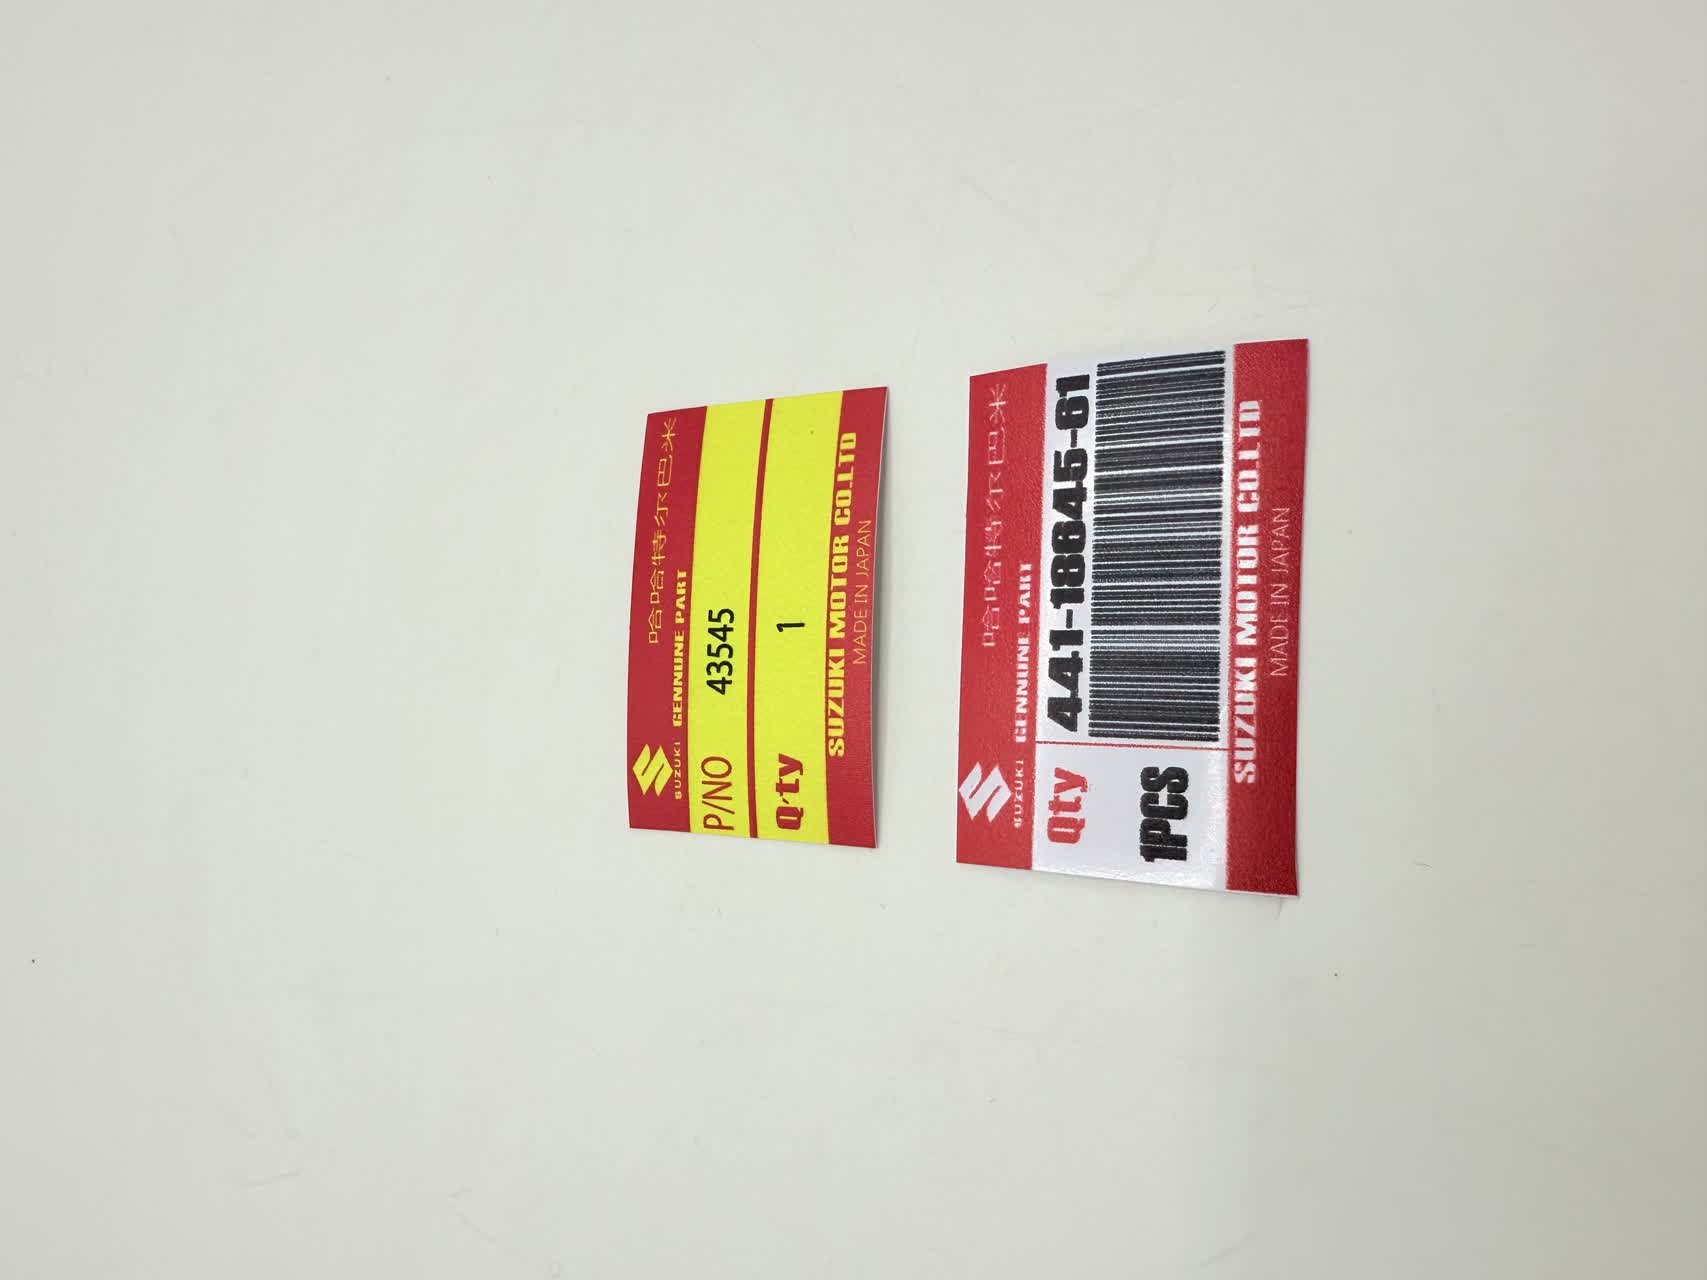 哈哈特尔巴米
SUZUKI GENNUNE PART
P/NO 43545
Q'ty 1
SUZUKI MOTOR CO.LTD
MADE IN JAPAN
哈哈特尔巴米
SUZUKI GENNUNE PART
Qty 441-18845-61
1PCS
SUZUKI MOTOR CO.LTD
MADE IN JAPAN